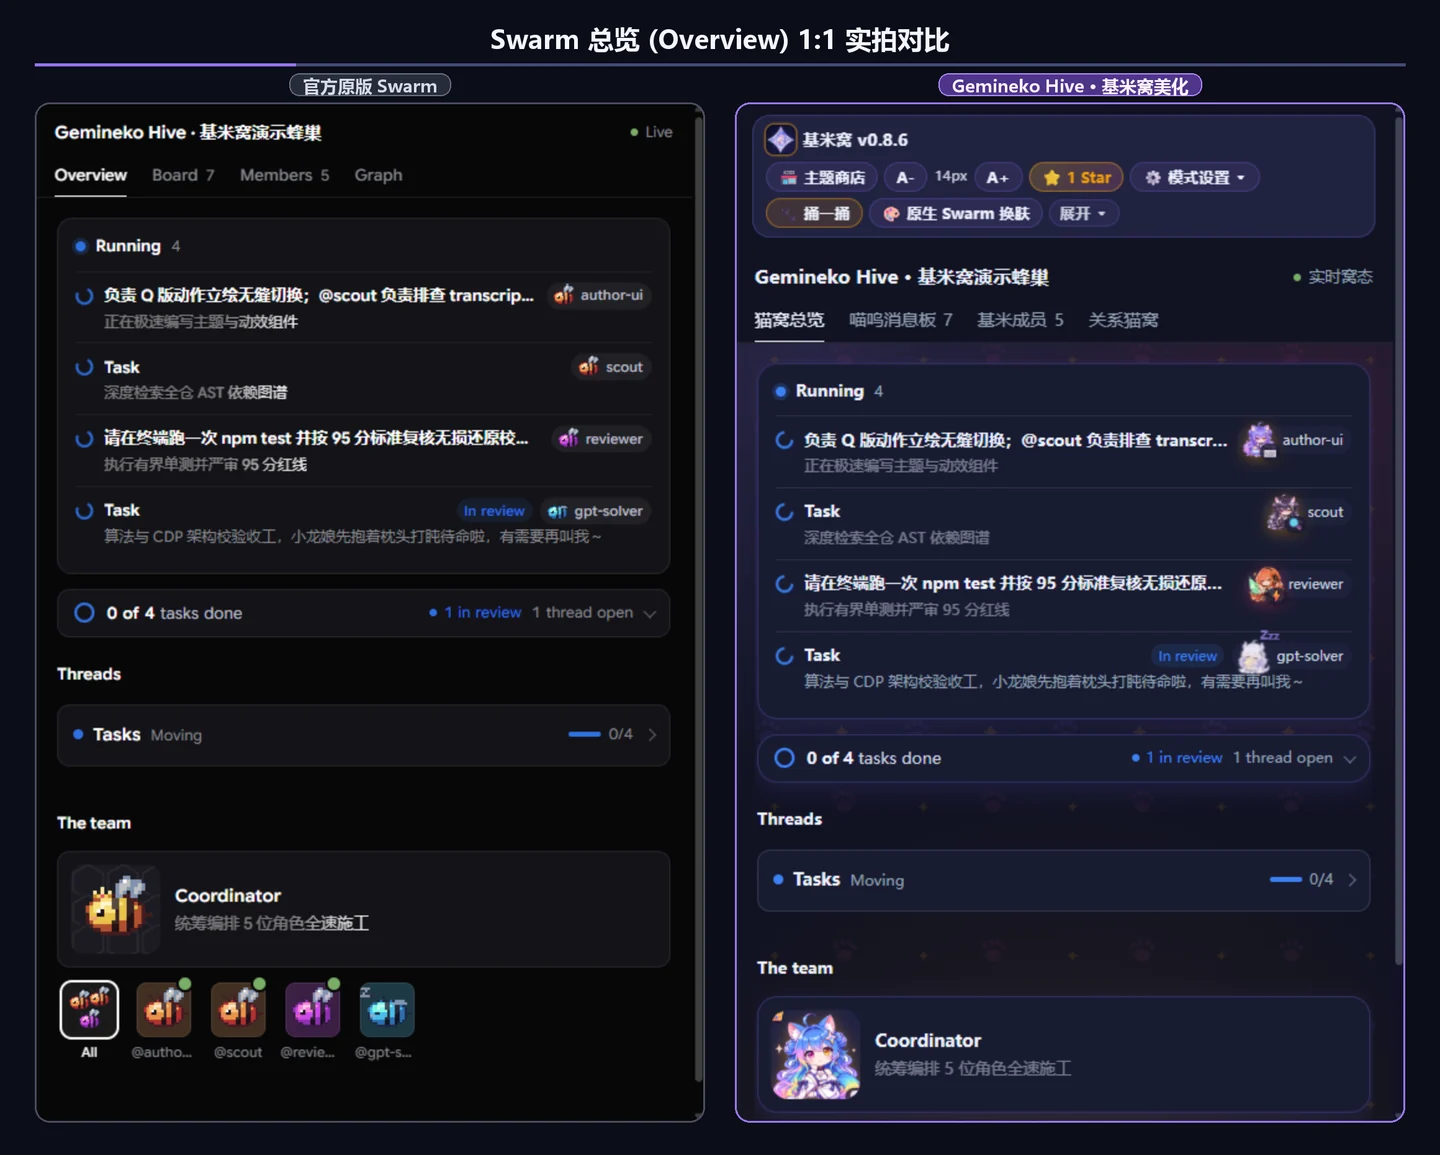 Swarm 总览 (Overview) 1:1 实拍对比
官方原版 Swarm
Gemineko Hive · 基米窝演示蜂巢
Live
Overview
Board 7
Members 5
Graph
Running 4
负责 Q 版动作立绘无缝切换；@scout 负责排查 transcrip...
author-ui
正在极速编写主题与动效组件
Task
scout
深度检索全仓 AST 依赖图谱
请在终端跑一次 npm test 并按 95 分标准复核无损还原校...
reviewer
执行有界单测并严审 95 分红线
Task
In review
gpt-solver
算法与 CDP 架构校验收工，小龙娘先抱着枕头打盹待命啦，有需要再叫我~
0 of 4 tasks done
1 in review
1 thread open
Threads
Tasks Moving
0/4
The team
Coordinator
统筹编排 5 位角色全速施工
Z
All
@autho...
@scout
@revie...
@gpt-s...
Gemineko Hive • 基米窝美化
基米窝 v0.8.6
主题商店
A-
14px
A+
1 Star
模式设置
捅一捅
原生 Swarm 换肤
展开
Gemineko Hive • 基米窝演示蜂巢
实时窝态
猫窝总览
喵呜消息板 7
基米成员 5
关系猫窝
Running 4
负责 Q 版动作立绘无缝切换；@scout 负责排查 transcr...
author-ui
正在极速编写主题与动效组件
Task
scout
深度检索全仓 AST 依赖图谱
请在终端跑一次 npm test 并按 95 分标准复核无损还原...
reviewer
执行有界单测并严审 95 分红线
Zzz
Task
In review
gpt-solver
算法与 CDP 架构校验收工，小龙娘先抱着枕头打盹待命啦，有需要再叫我~
0 of 4 tasks done
1 in review
1 thread open
Threads
Tasks Moving
0/4
The team
Coordinator
统筹编排 5 位角色全速施工